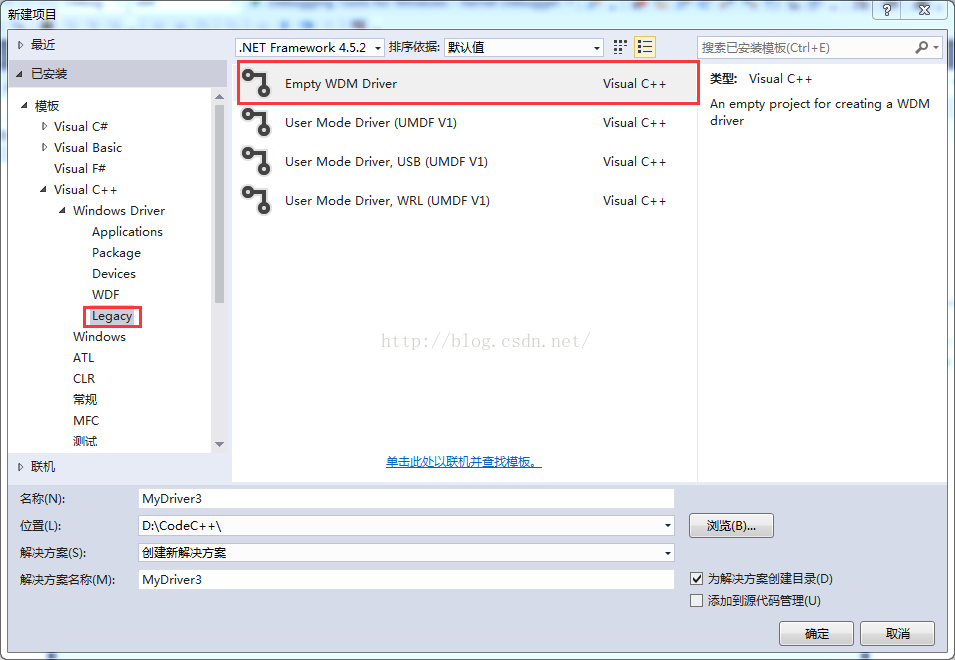 新建项目
最近
.NET Framework 4.5.2
排序依据:
默认值
搜索已安装模板(Ctrl+E)
已安装
模板
Visual C#
Visual Basic
Visual F#
Visual C++
Windows Driver
Applications
Package
Devices
WDF
Legacy
Windows
ATL
CLR
常规
MFC
测试
联机
Empty WDM Driver Visual C++
User Mode Driver (UMDF V1) Visual C++
User Mode Driver, USB (UMDF V1) Visual C++
User Mode Driver, WRL (UMDF V1) Visual C++
http://blog.csdn.net/
单击此处以联机并查找模板。
类型: Visual C++
An empty project for creating a WDM
driver
名称(N): MyDriver3
位置(L): D:\CodeC++\
浏览(B)...
解决方案(S): 创建新解决方案
解决方案名称(M): MyDriver3
为解决方案创建目录(D)
添加到源代码管理(U)
确定
取消